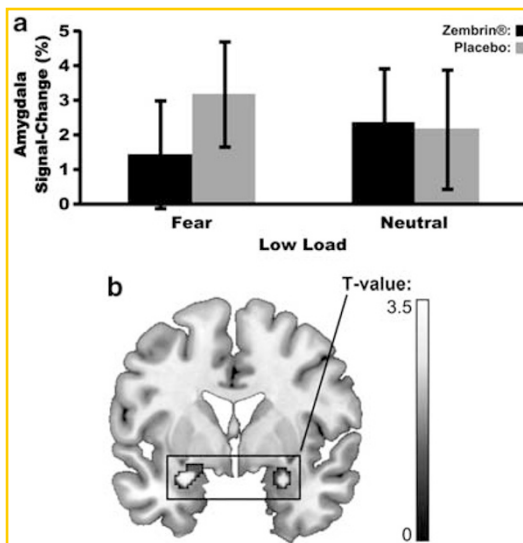 a
Zembrin®:
Placebo:
Amygdala
Signal-Change (%)
5
4
3
2
1
0
Fear
Neutral
Low Load
b
T-value:
3.5
0